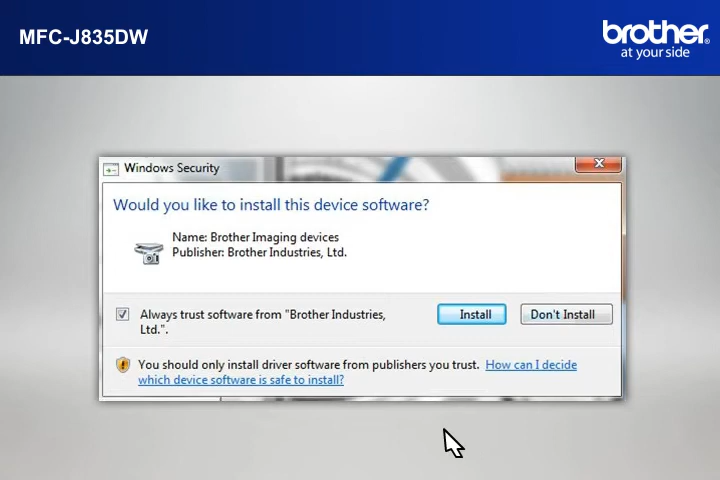 MFC-J835DW
brother®
at your side
Windows Security
Would you like to install this device software?
Name: Brother Imaging devices
Publisher: Brother Industries, Ltd.
Always trust software from "Brother Industries,
Ltd.".
Install
Don't Install
You should only install driver software from publishers you trust. How can I decide
which device software is safe to install?